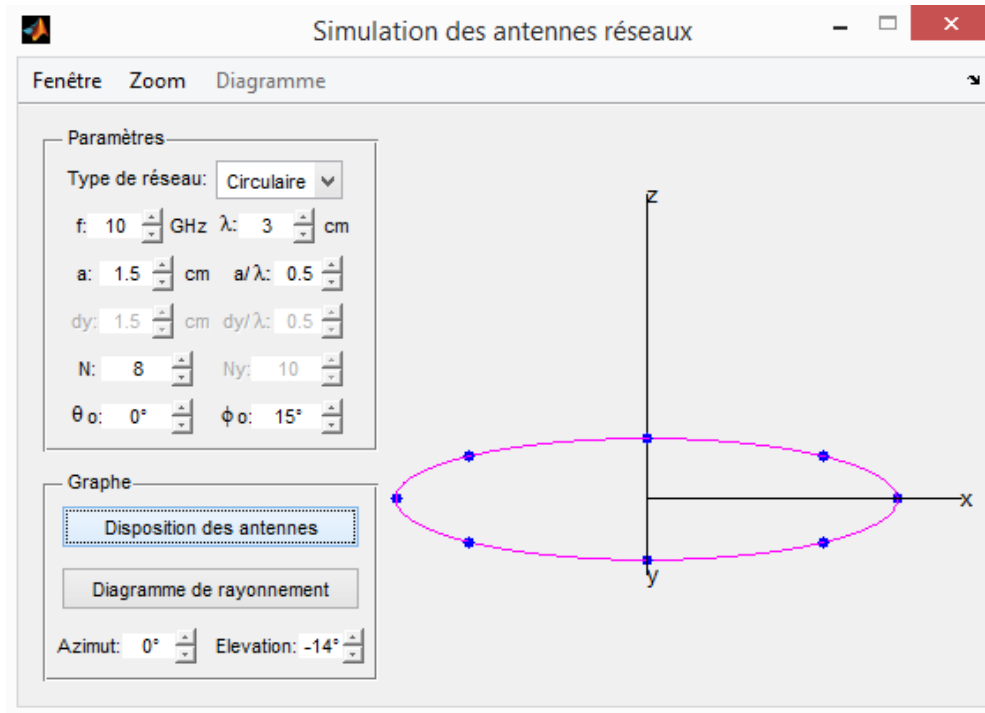 Simulation des antennes réseaux
Fenêtre Zoom Diagramme
Paramètres
Type de réseau: Circulaire
f: 10 GHz λ: 3 cm
a: 1.5 cm a/λ: 0.5
dy: 1.5 cm dy/λ: 0.5
N: 8 Ny: 10
θo: 0° ϕo: 15°
Graphe
Disposition des antennes
Diagramme de rayonnement
Azimut: 0° Elevation: -14°
z
x
y